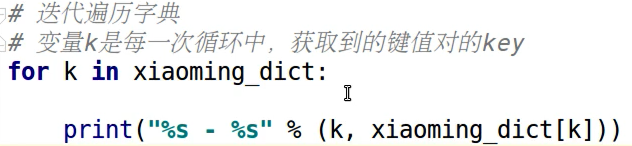 # 迭代遍历字典
# 变量k是每一次循环中，获取到的键值对的key
for k in xiaoming_dict:
print("%s - %s" % (k, xiaoming_dict[k]))